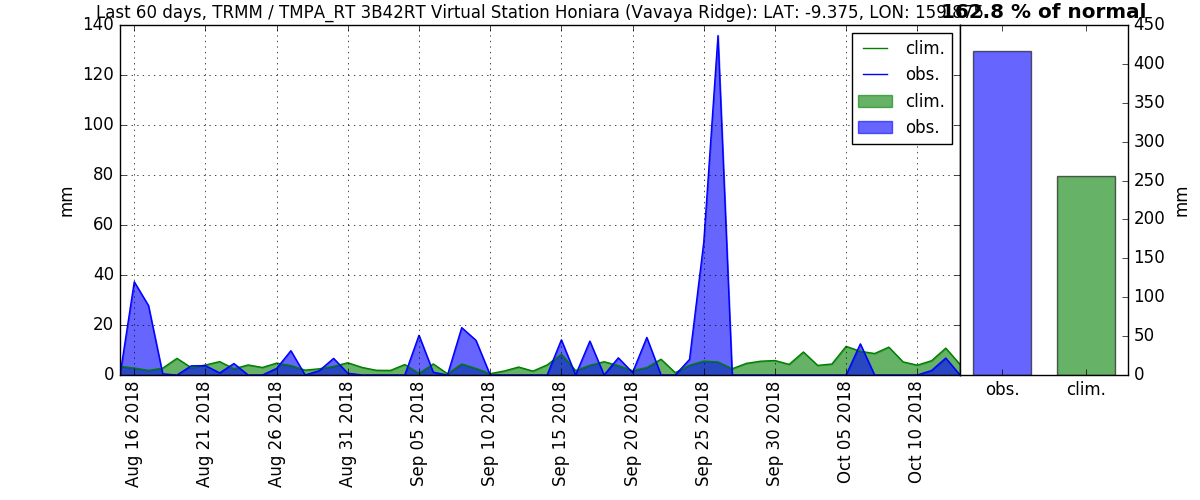 Last 60 days, TRMM / TMPA_RT 3B42RT Virtual Station Honiara (Vavaya Ridge): LAT: -9.375, LON:
162.8 % of normal
140
120
100
80
60
40
20
0
mm
clim.
obs.
clim.
obs.
450
400
350
300
250
200
150
100
50
0
mm
Aug 16 2018
Aug 21 2018
Aug 26 2018
Aug 31 2018
Sep 05 2018
Sep 10 2018
Sep 15 2018
Sep 20 2018
Sep 25 2018
Sep 30 2018
Oct 05 2018
Oct 10 2018
obs.
clim.